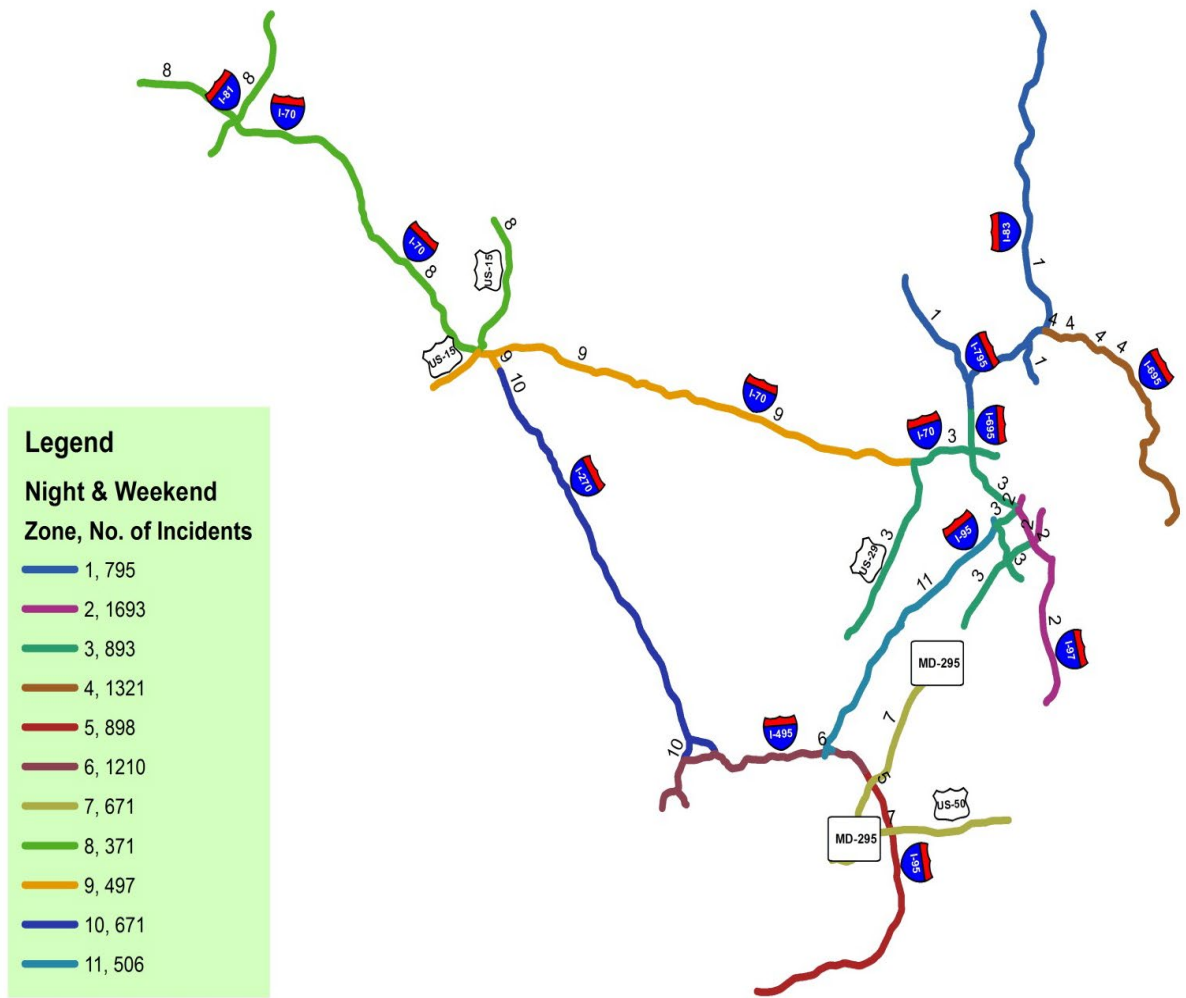 8
I-81
8
I-70
I-70
8
US-15
8
US-15
9
10
9
I-70
9
I-70
3
I-83
1
1
I-795
1
4
4
4
4
I-695
I-695
3
2
3
2
2
3
3
I-95
US-29
3
11
2
I-97
I-270
10
I-495
6
MD-295
7
5
7
US-50
MD-295
I-95
Legend
Night & Weekend
Zone, No. of Incidents
1, 795
2, 1693
3, 893
4, 1321
5, 898
6, 1210
7, 671
8, 371
9, 497
10, 671
11, 506